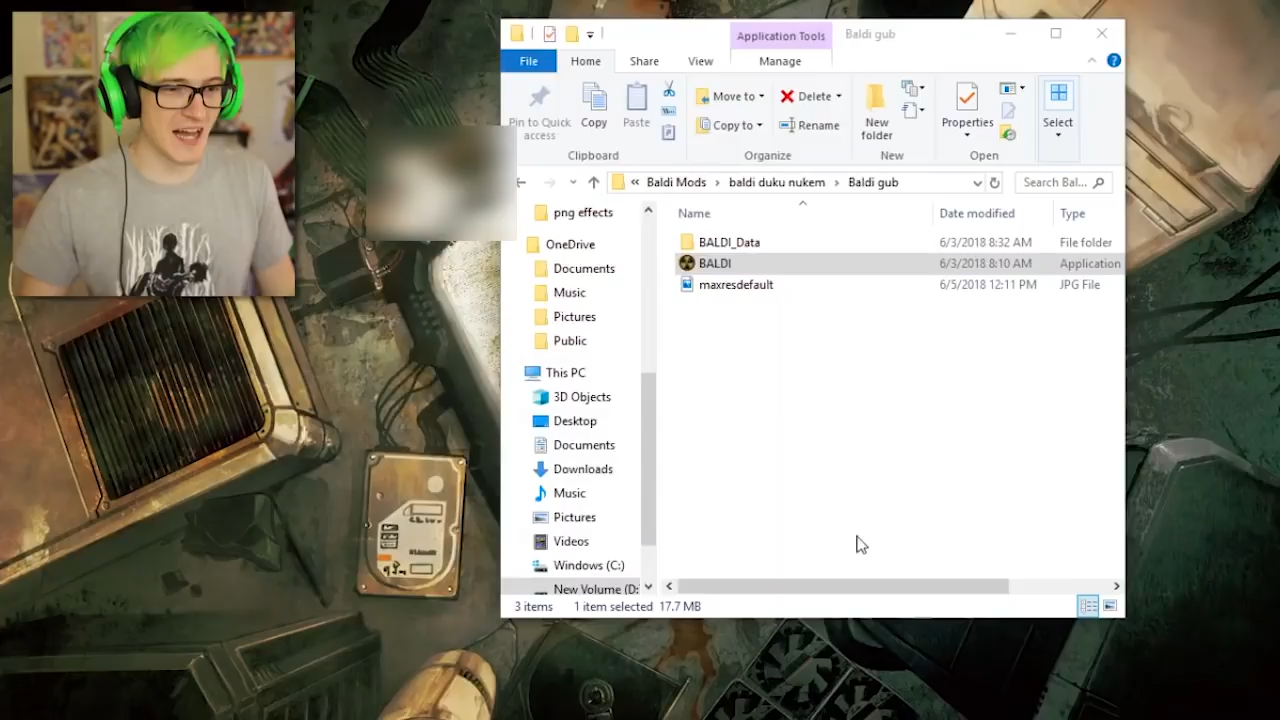 Application Tools
Baldi gub
File
Home
Share
View
Manage
Pin to Quick access
Copy
Paste
Move to
Copy to
Delete
Rename
New folder
Properties
Select
Clipboard
Organize
New
Open
« Baldi Mods › baldi duku nukem › Baldi gub
Search Bal...
Name
Date modified
Type
BALDI_Data
6/3/2018 8:32 AM
File folder
BALDI
6/3/2018 8:10 AM
Application
maxresdefault
6/5/2018 12:11 PM
JPG File
png effects
OneDrive
Documents
Music
Pictures
Public
This PC
3D Objects
Desktop
Documents
Downloads
Music
Pictures
Videos
Windows (C:)
New Volume (D:
3 items
1 item selected 17.7 MB